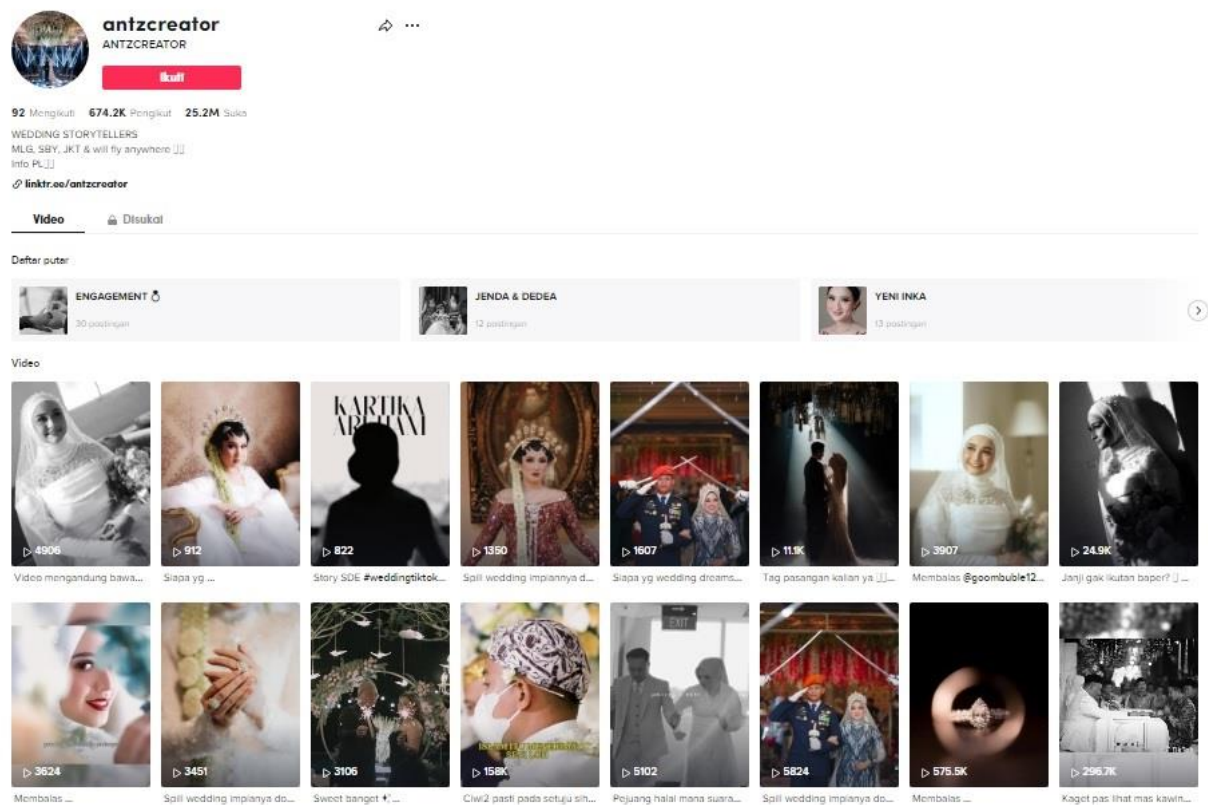 antzcreator
ANTZCREATOR
Ikuti
92 Mengikuti 674.2K Pengikut 25.2M Suka
WEDDING STORYTELLERS
MLG, SBY, JKT & will fly anywhere
Info PL
linktr.ee/antzcreator
Video Disukai
Daftar putar
ENGAGEMENT
30 postingan
JENDA & DEDEA
12 postingan
YENI INKA
13 postingan
Video
KARTIKA
4906 912 822 1350 1607 11.1K 3907 24.9K
Video mengandung bawa... Siapa yg ... Story SDE #weddingtiktok... Spill wedding impiannya d... Siapa yg wedding dreams... Tag pasangan kalian ya ... Membalas @goombuble12... Janji gak ikutan baper? ...
EXIT
3624 3451 3106 158K 5102 5824 575.5K 296.7K
Membalas ... Spill wedding impianya do... Sweet banget ... Ciwi2 pasti pada setuju sih... Pejuang halal mana suara... Spill wedding impianya do... Membalas ... Kaget pas lihat mas kawin...